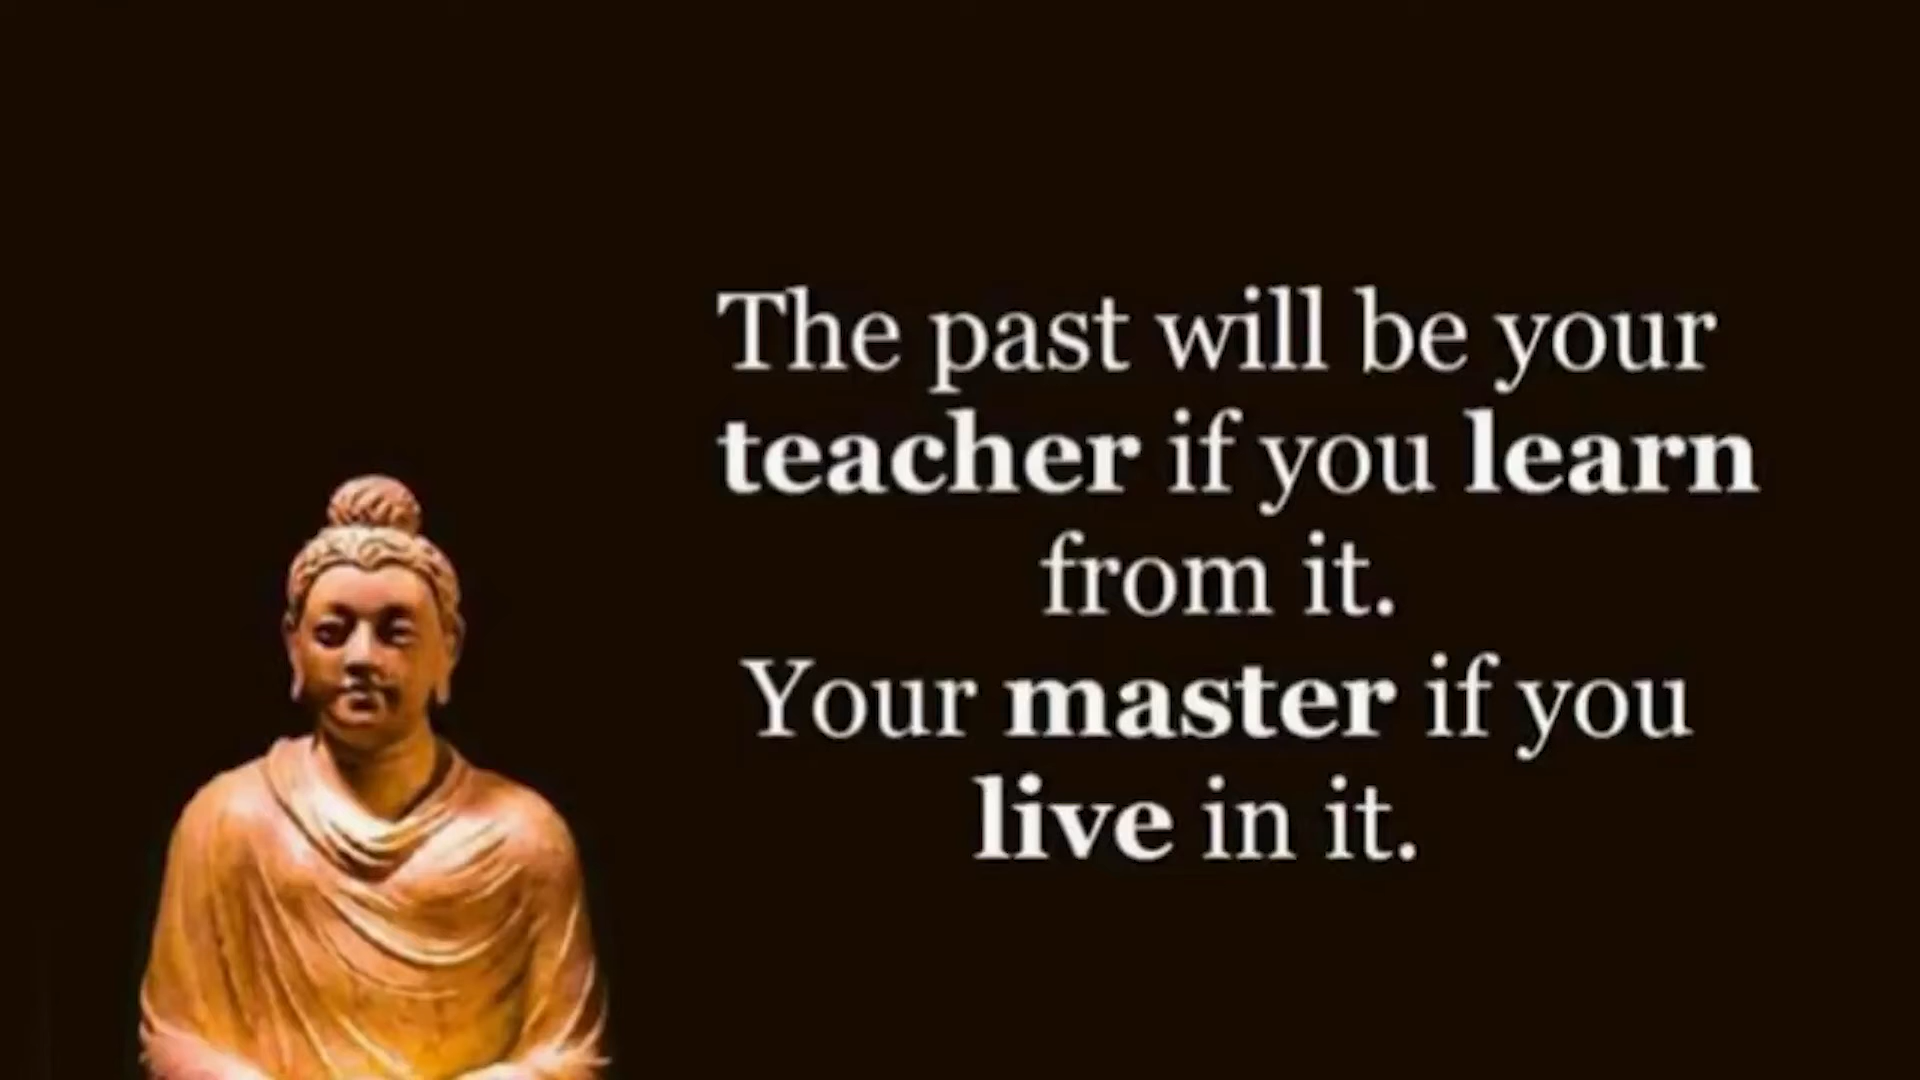 The past will be your
teacher if you learn
from it.
Your master if you
live in it.